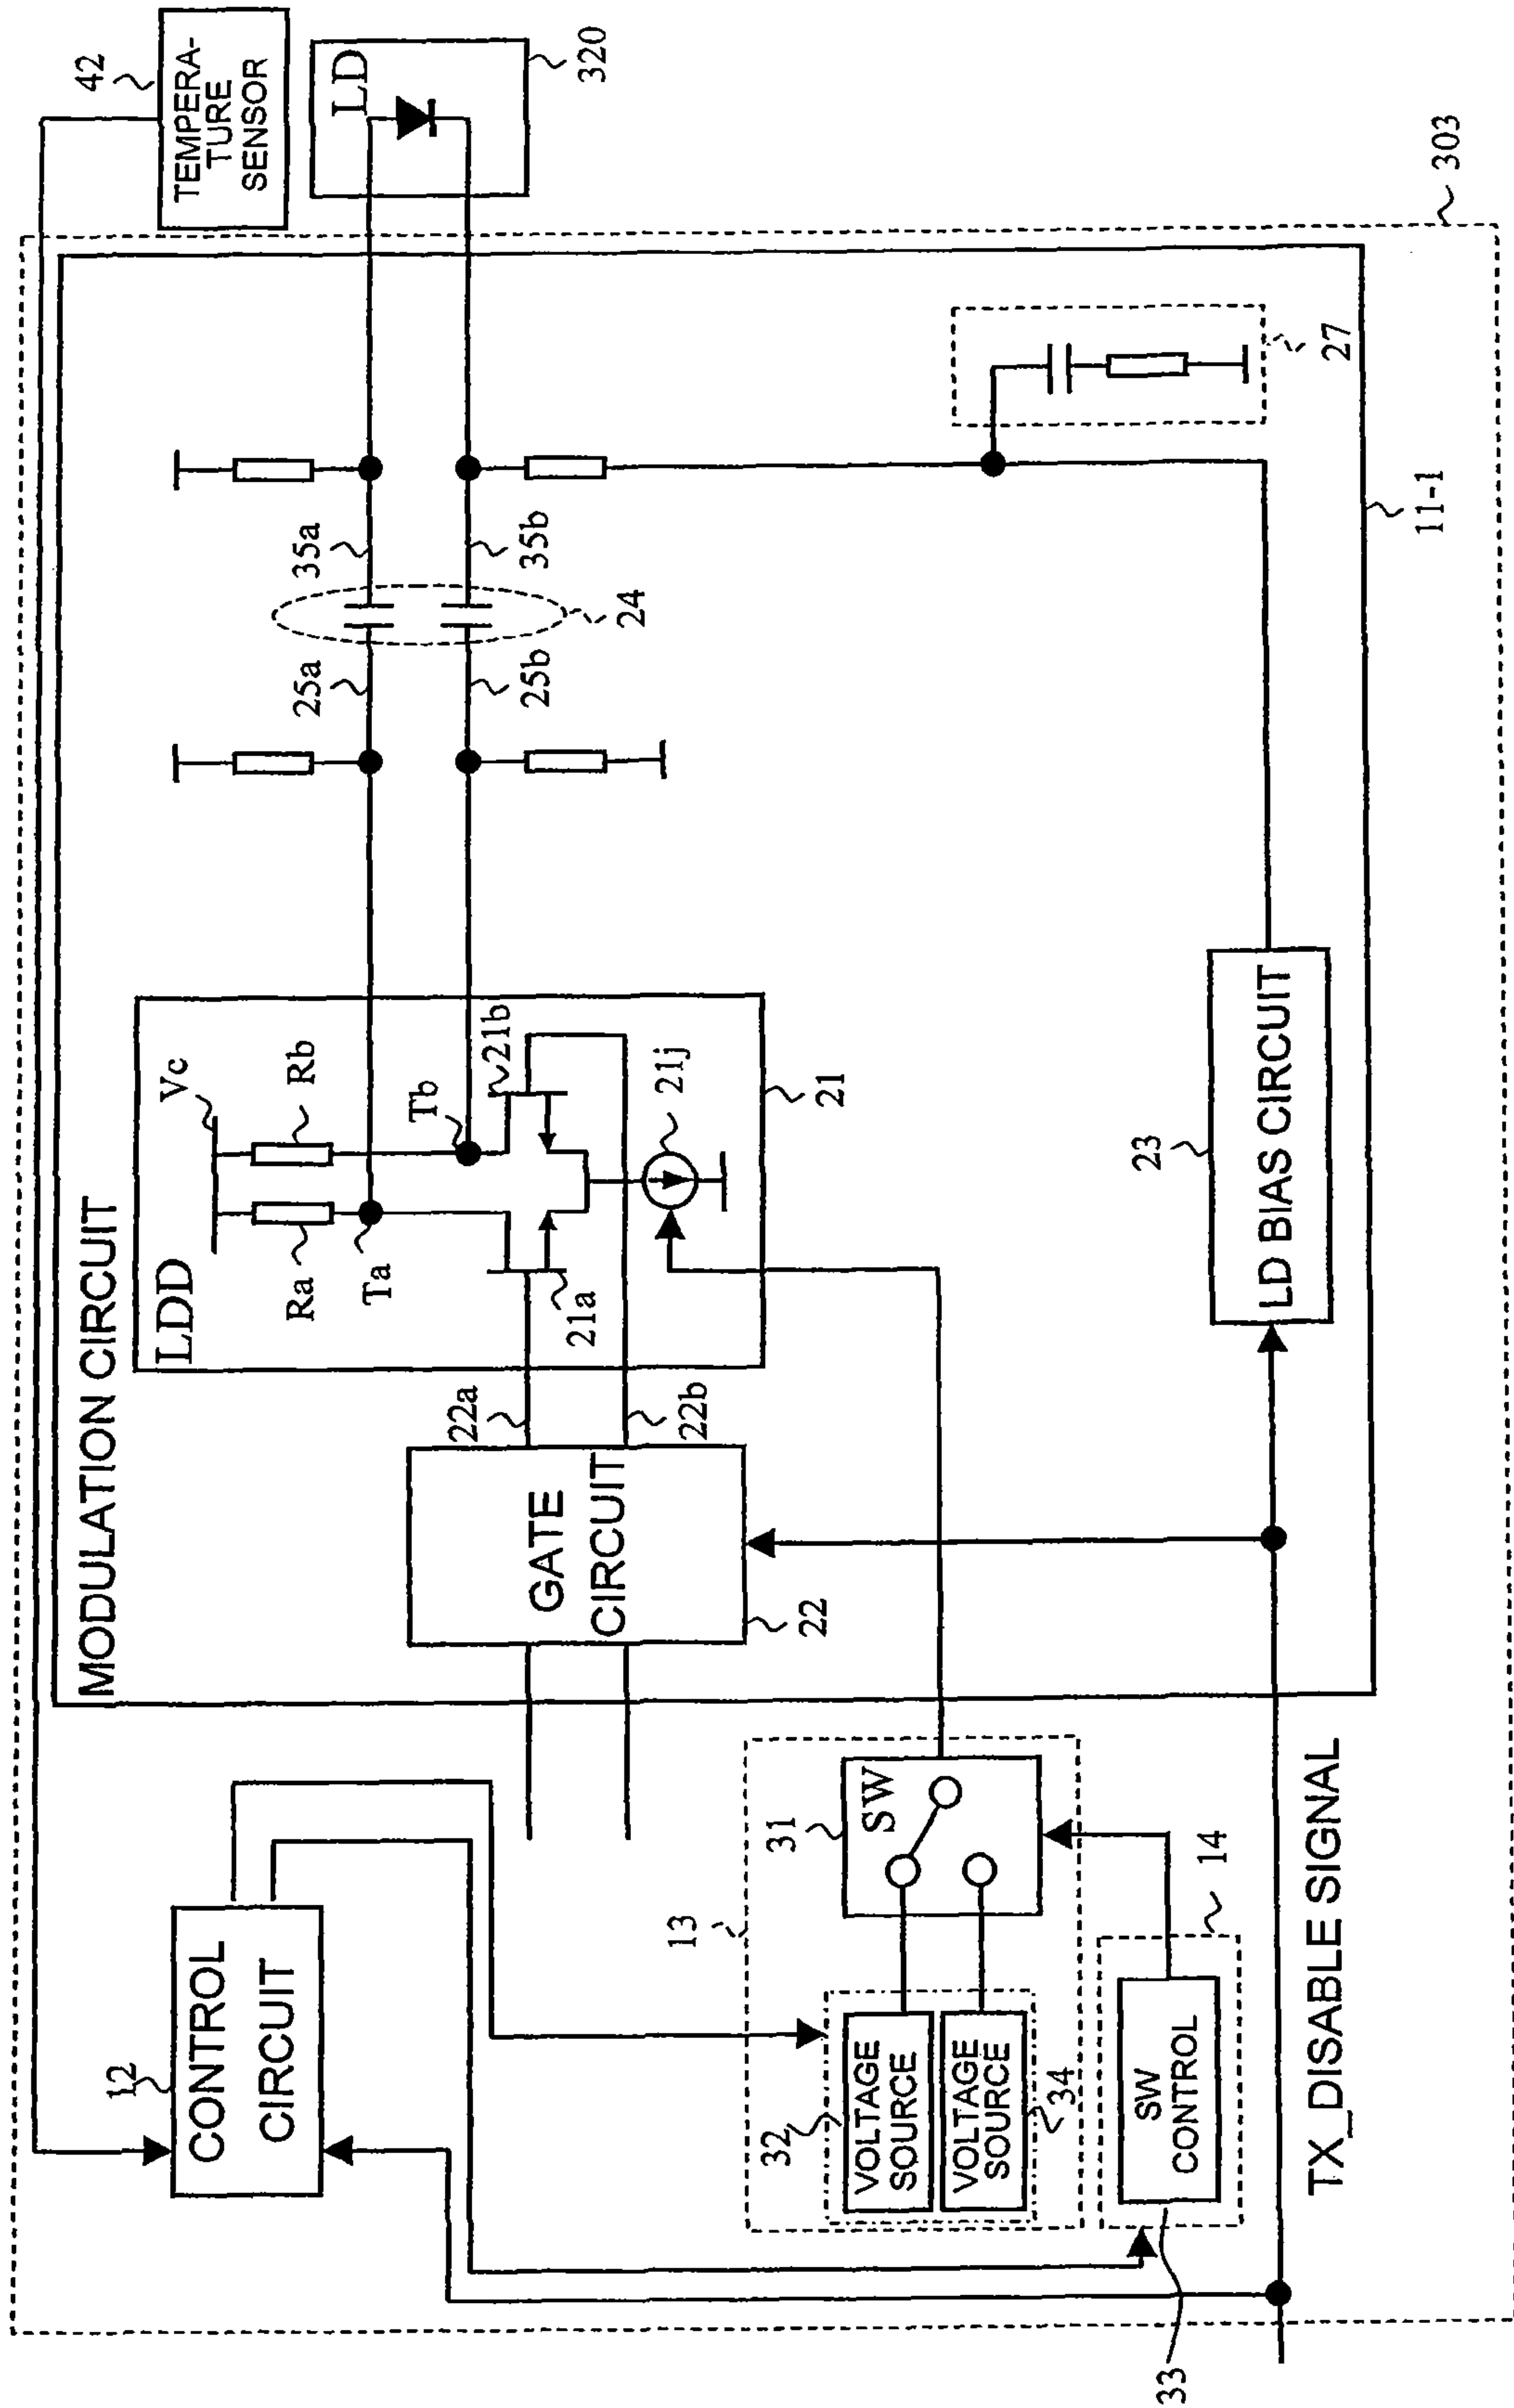 42
TEMPERA-
TURE
SENSOR
LD
320
303
MODULATION CIRCUIT
12
CONTROL
CIRCUIT
LDD
Vc
Ra
Rb
Ta
Tb
21a
21b
21j
21
25a
25b
24
35a
35b
27
11-1
22a
22b
GATE
CIRCUIT
22
23
LD BIAS CIRCUIT
13
31
SW
32
VOLTAGE
SOURCE
VOLTAGE
SOURCE
34
14
SW
CONTROL
33
TX_DISABLE SIGNAL